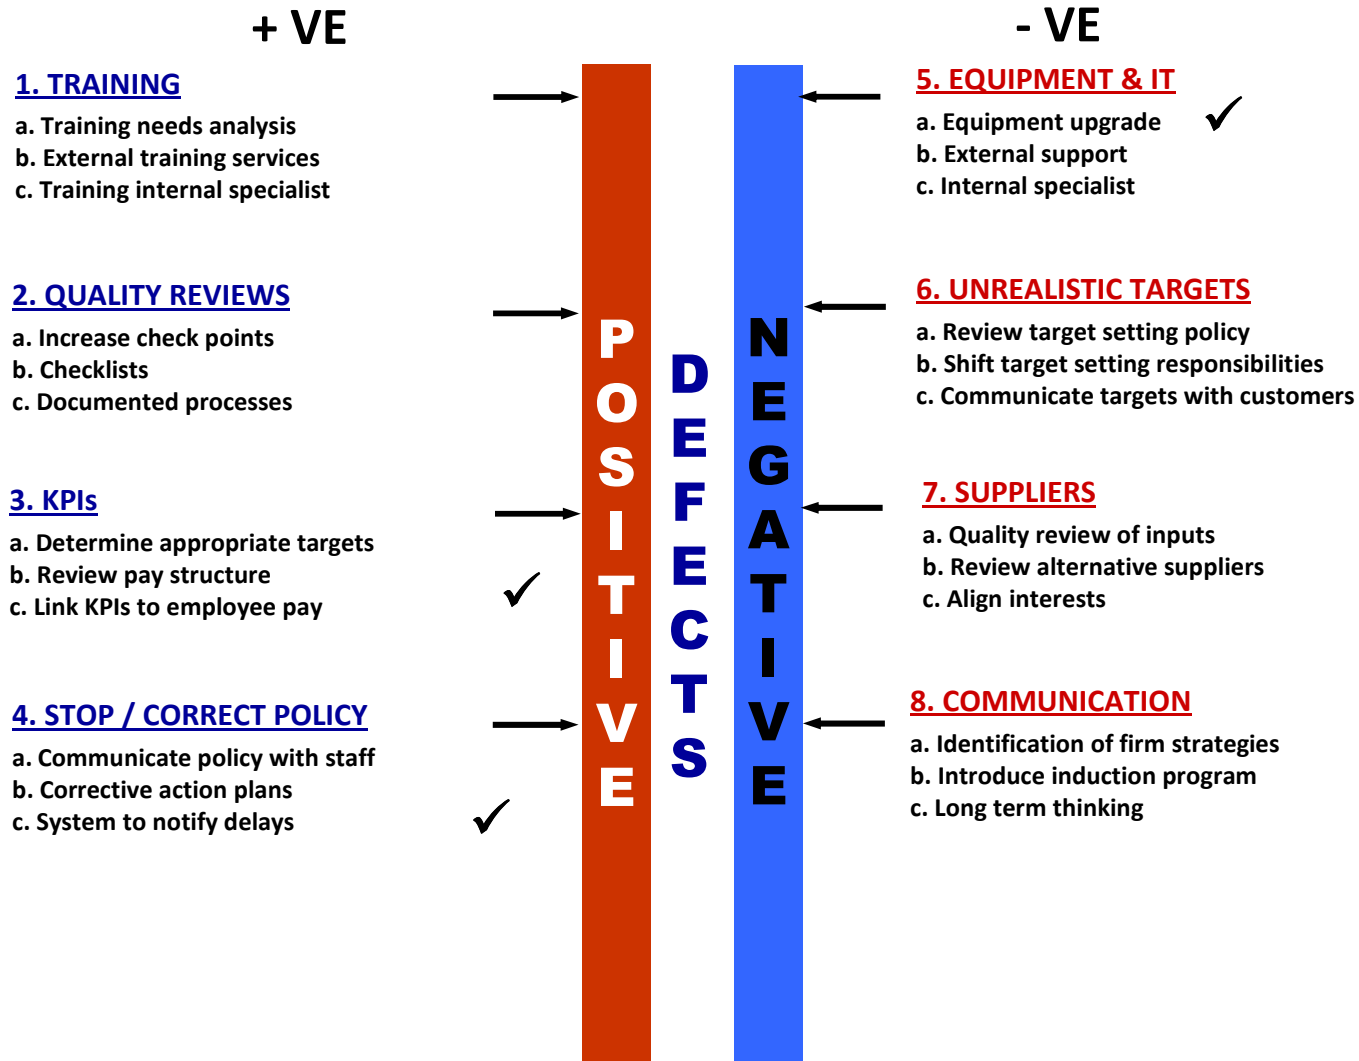 + VE
1. TRAINING
a. Training needs analysis
b. External training services
c. Training internal specialist
2. QUALITY REVIEWS
a. Increase check points
b. Checklists
c. Documented processes
3. KPIs
a. Determine appropriate targets
b. Review pay structure
c. Link KPIs to employee pay
4. STOP / CORRECT POLICY
a. Communicate policy with staff
b. Corrective action plans
c. System to notify delays
POSITIVE
DEFECTS
NEGATIVE
- VE
5. EQUIPMENT & IT
a. Equipment upgrade
b. External support
c. Internal specialist
6. UNREALISTIC TARGETS
a. Review target setting policy
b. Shift target setting responsibilities
c. Communicate targets with customers
7. SUPPLIERS
a. Quality review of inputs
b. Review alternative suppliers
c. Align interests
8. COMMUNICATION
a. Identification of firm strategies
b. Introduce induction program
c. Long term thinking